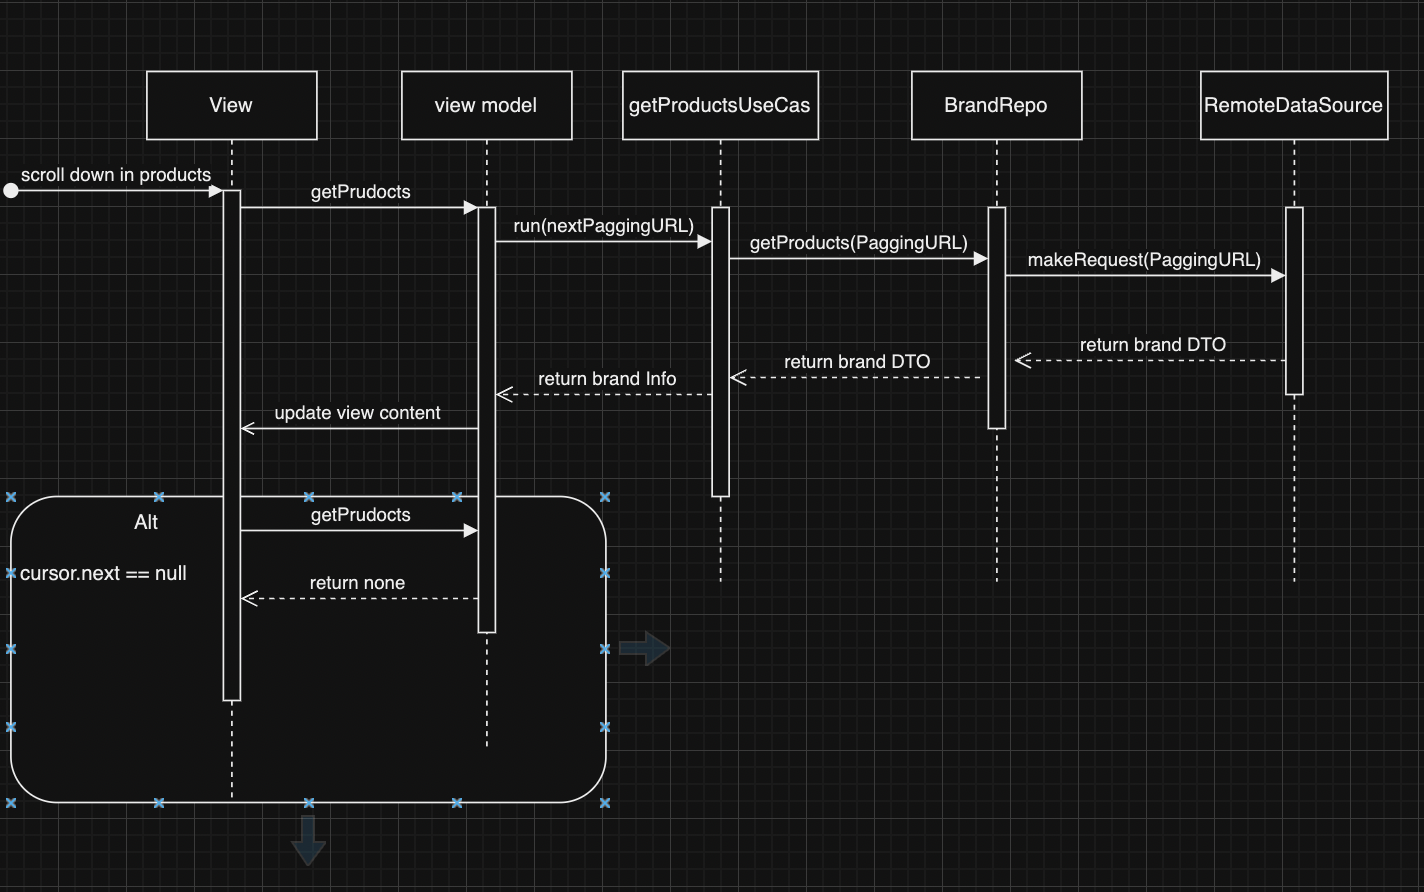 View
view model
getProductsUseCas
BrandRepo
RemoteDataSource
scroll down in products
getPrudocts
run(nextPaggingURL)
getProducts(PaggingURL)
makeRequest(PaggingURL)
return brand DTO
return brand DTO
return brand Info
update view content
Alt
getPrudocts
cursor.next == null
return none